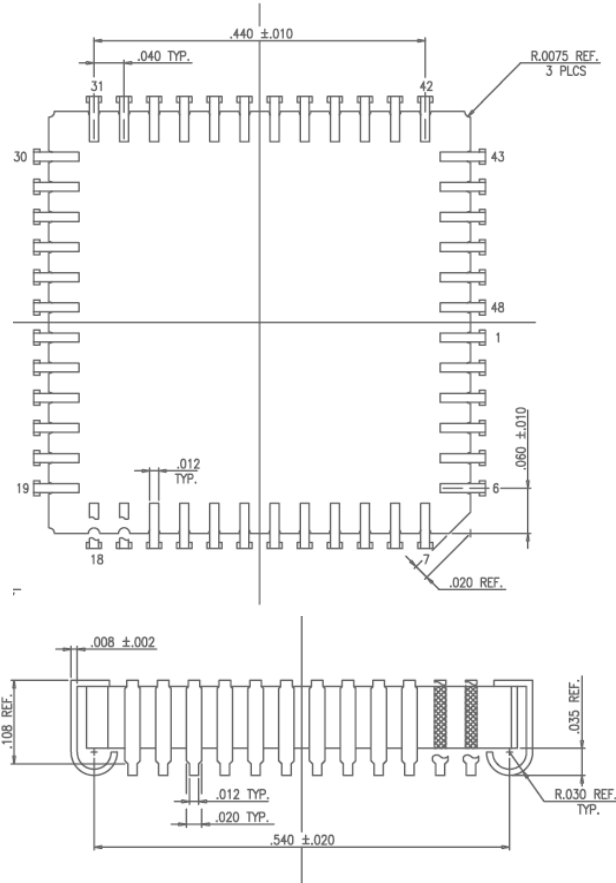 .440 ±.010
.040 TYP.
R.0075 REF.
3 PLCS
31
42
30
43
48
1
.012
TYP.
.060 ±.010
19
6
18
7
.020 REF.
.008 ±.002
.108 REF.
.035 REF.
.012 TYP.
.020 TYP.
R.030 REF.
TYP.
.540 ±.020